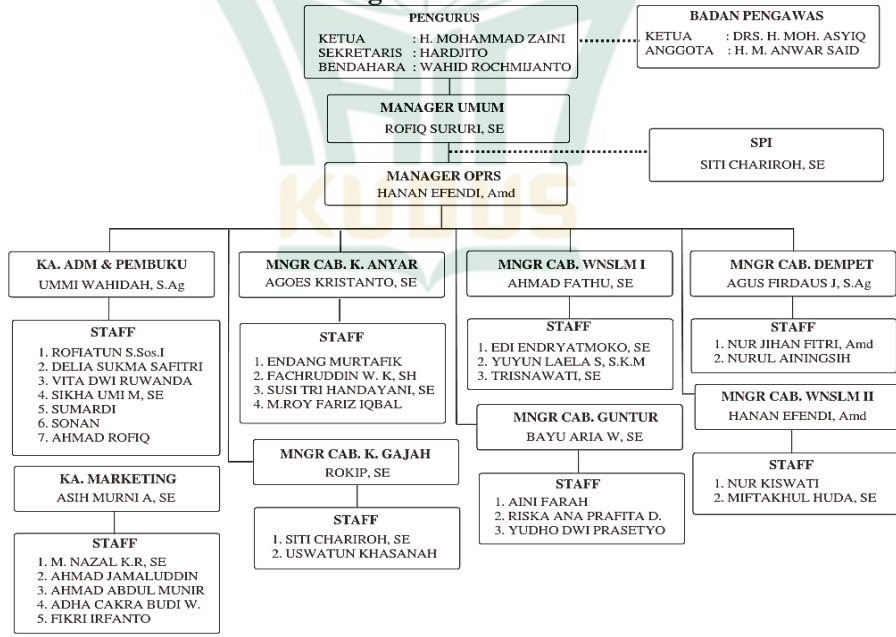 PENGURUS
KETUA : H. MOHAMMAD ZAINI
SEKRETARIS : HARDJITO
BENDAHARA : WAHID ROCHMIJANTO
BADAN PENGAWAS
KETUA : DRS. H. MOH. ASYIQ
ANGGOTA : H. M. ANWAR SAID
MANAGER UMUM
ROFIQ SURURI, SE
SPI
SITI CHARIROH, SE
MANAGER OPRS
HANAN EFENDI, Amd
KUDUS
KA. ADM & PEMBUKU
UMMI WAHIDAH, S.Ag
STAFF
1. ROFIATUN S.Sos.I
2. DELIA SUKMA SAFITRI
3. VITA DWI RUWANDA
4. SIKHA UMI M, SE
5. SUMARDI
6. SONAN
7. AHMAD ROFIQ
KA. MARKETING
ASIH MURNI A, SE
STAFF
1. M. NAZAL K.R, SE
2. AHMAD JAMALUDDIN
3. AHMAD ABDUL MUNIR
4. ADHA CAKRA BUDI W.
5. FIKRI IRFANTO
MNGR CAB. K. ANYAR
AGOES KRISTANTO, SE
STAFF
1. ENDANG MURTAFIK
2. FACHRUDDIN W. K, SH
3. SUSI TRI HANDAYANI, SE
4. M.ROY FARIZ IQBAL
MNGR CAB. K. GAJAH
ROKIP, SE
STAFF
1. SITI CHARIROH, SE
2. USWATUN KHASANAH
MNGR CAB. WNSLM I
AHMAD FATHU, SE
STAFF
1. EDI ENDRYATMOKO, SE
2. YUYUN LAELA S, S.K.M
3. TRISNAWATI, SE
MNGR CAB. GUNTUR
BAYU ARIA W, SE
STAFF
1. AINI FARAH
2. RISKA ANA PRAFITA D.
3. YUDHO DWI PRASETYO
MNGR CAB. DEMPET
AGUS FIRDAUS J, S.Ag
STAFF
1. NUR JIHAN FITRI, Amd
2. NURUL AININGSIH
MNGR CAB. WNSLM II
HANAN EFENDI, Amd
STAFF
1. NUR KISWATI
2. MIFTAKHUL HUDA, SE